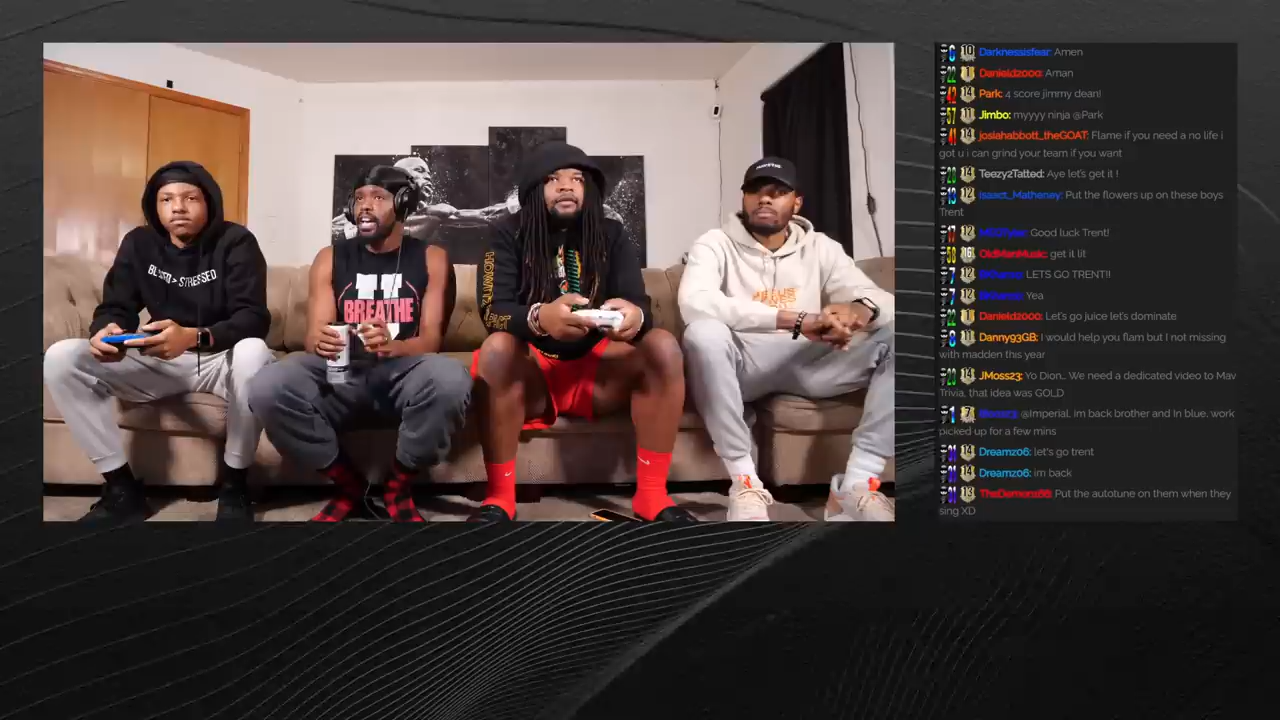 Darknessisfear: Amen
Danield2000: Aman
Park: 4 score jimmy dean!
Jimbo: myyyy ninja @Park
josiahabbott_theGOAT: Flame if you need a no life i
got u i can grind your team if you want
Teezy2Tatted: Aye let's get it !
Isaact_Matheney: Put the flowers up on these boys
Trent
Good luck Trent!
OldManMusic: get it lit
LETS GO TRENT!!
Yea
Danield2000: Let's go juice let's dominate
Danny93GB: I would help you flam but I not missing
with madden this year
JMoss23: Yo Dion.. We need a dedicated video to Mav
Trivia, that idea was GOLD
@Imperial, im back brother and In blue, work
picked up for a few mins
Dreamz06: let's go trent
Dreamz06: im back
Put the autotune on them when they
sing XD
STRESSED
BREATHE